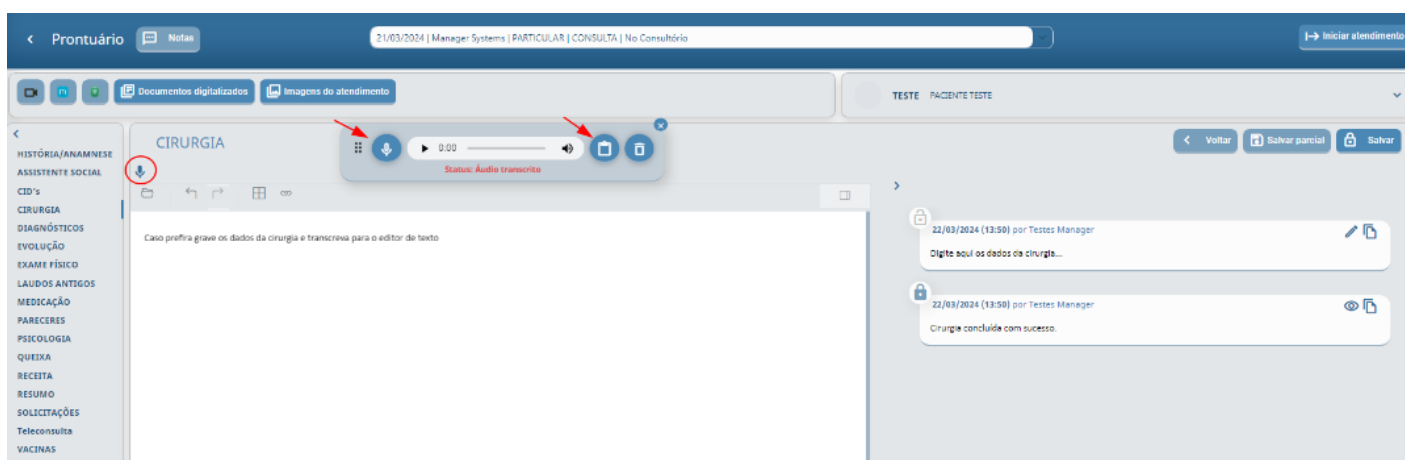 Prontuário
Notas
21/03/2024 | Manager Systems | PARTICULAR | CONSULTA | No Consultório
Iniciar atendimento
Documentos digitalizados
Imagens do atendimento
TESTE PACIENTE TESTE
HISTÓRIA/ANAMNESE
ASSISTENTE SOCIAL
CID's
CIRURGIA
DIAGNÓSTICOS
EVOLUÇÃO
EXAME FÍSICO
LAUDOS ANTIGOS
MEDICAÇÃO
PARECERES
PSICOLOGIA
QUEIXA
RECEITA
RESUMO
SOLICITAÇÕES
Teleconsulta
VACINAS
CIRURGIA
0:00
Status: Áudio transcrito
Caso prefira grave os dados da cirurgia e transcreva para o editor de texto
Voltar
Salvar parcial
Salvar
22/03/2024 (13:50) por Testes Manager
Digite aqui os dados da cirurgia...
22/03/2024 (13:50) por Testes Manager
Cirurgia concluída com sucesso.